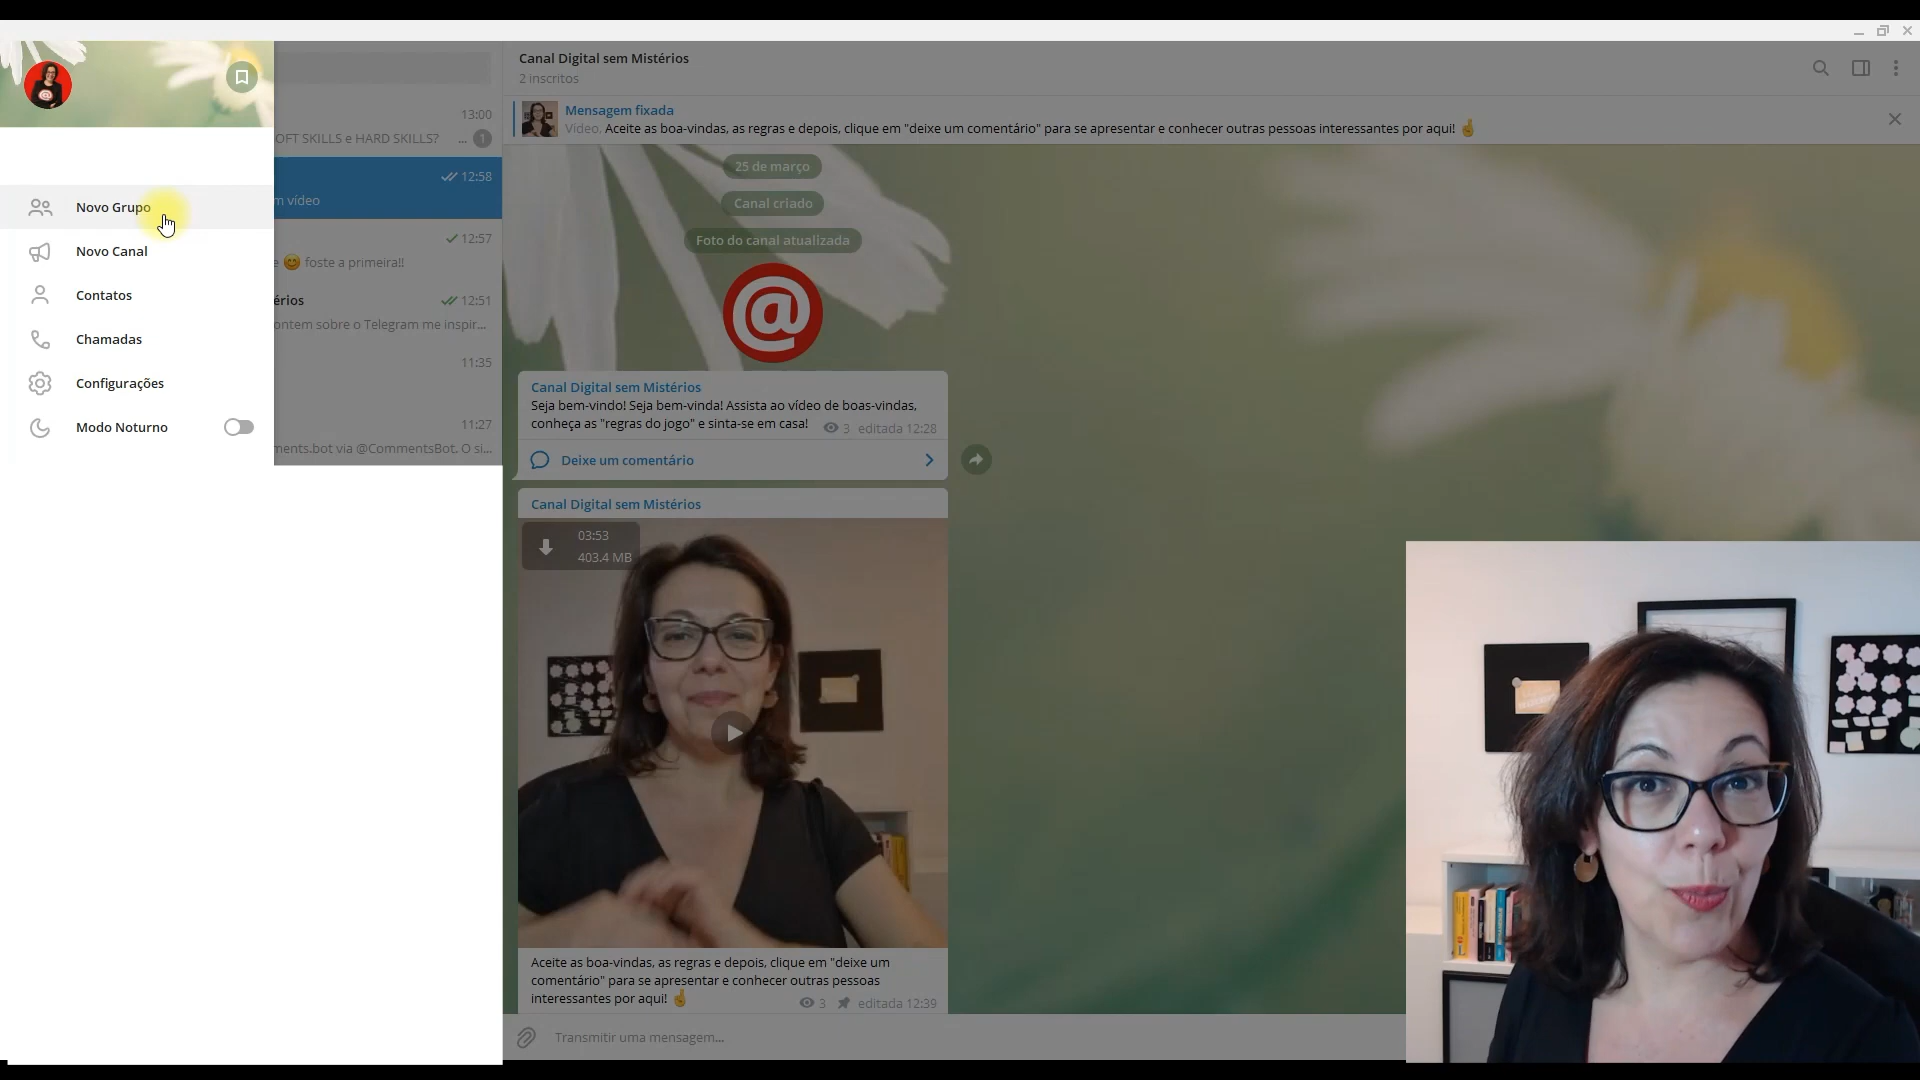 Novo Grupo
Novo Canal
Contatos
Chamadas
Configurações
Modo Noturno
13:00
OFT SKILLS e HARD SKILLS? ... 1
12:58
m vídeo
12:57
e 😊 foste a primeira!!
érios 12:51
ontem sobre o Telegram me inspir...
11:35
11:27
ments.bot via @CommentsBot. O si...
Canal Digital sem Mistérios
2 inscritos
Mensagem fixada
Vídeo, Aceite as boa-vindas, as regras e depois, clique em "deixe um comentário" para se apresentar e conhecer outras pessoas interessantes por aqui! 🤞
25 de março
Canal criado
Foto do canal atualizada
@
Canal Digital sem Mistérios
Seja bem-vindo! Seja bem-vinda! Assista ao vídeo de boas-vindas,
conheça as "regras do jogo" e sinta-se em casa! 3 editada 12:28
Deixe um comentário
Canal Digital sem Mistérios
03:53
403.4 MB
Aceite as boa-vindas, as regras e depois, clique em "deixe um
comentário" para se apresentar e conhecer outras pessoas
interessantes por aqui! 🤞 3 editada 12:39
Transmitir uma mensagem...